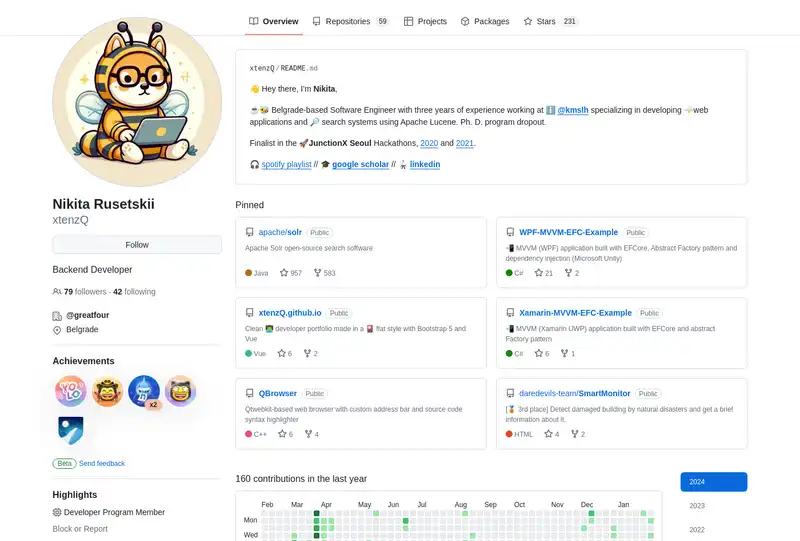 Overview
Repositories 59
Projects
Packages
Stars 231
xtenzQ / README.md
👋 Hey there, I'm Nikita,
☕🐝 Belgrade-based Software Engineer with three years of experience working at ℹ️ @kmslh specializing in developing web
applications and 🔎 search systems using Apache Lucene. Ph. D. program dropout.
Finalist in the 🚀JunctionX Seoul Hackathons, 2020 and 2021.
🎧 spotify playlist // 🎓 google scholar // linkedin
Nikita Rusetskii
xtenzQ
Follow
Backend Developer
79 followers · 42 following
@greatfour
Belgrade
Achievements
YOLO
x2
Beta Send feedback
Highlights
Developer Program Member
Block or Report
Pinned
apache/solr Public
Apache Solr open-source search software
Java 957 583
WPF-MVVM-EFC-Example Public
📲 MVVM (WPF) application built with EFCore, Abstract Factory pattern and
dependency injection (Microsoft Unity)
C# 21 2
xtenzQ.github.io Public
Clean 👨‍💻 developer portfolio made in a 🎴 flat style with Bootstrap 5 and
Vue
Vue 6 2
Xamarin-MVVM-EFC-Example Public
📲 MVVM (Xamarin UWP) application built with EFCore and abstract
Factory pattern
C# 6 1
QBrowser Public
Qtwebkit-based web browser with custom address bar and source code
syntax highlighter
C++ 6 4
daredevils-team/SmartMonitor Public
[🥉 3rd place] Detect damaged building by natural disasters and get a brief
information about it.
HTML 4 2
160 contributions in the last year
Feb Mar Apr May Jun Jul Aug Sep Oct Nov Dec Jan
Mon
Wed
2024
2023
2022